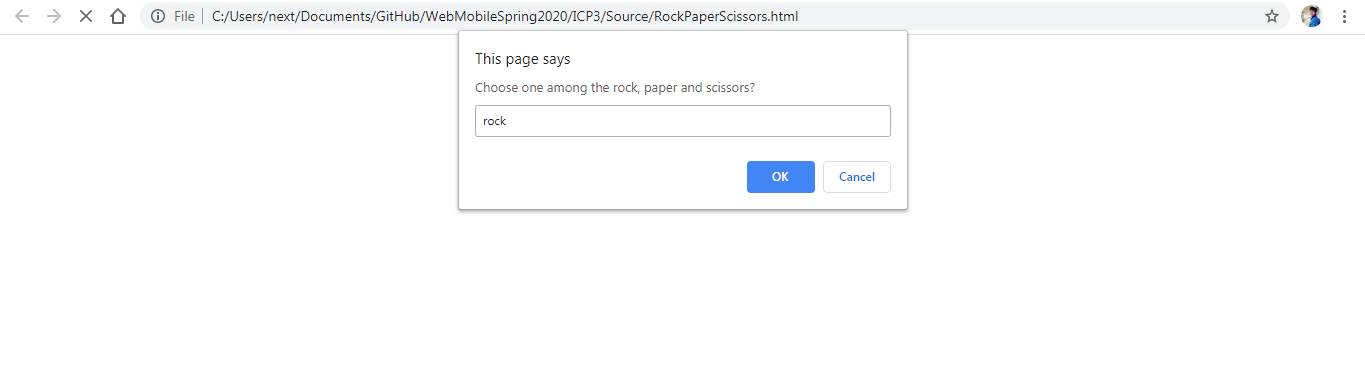 File | C:/Users/next/Documents/GitHub/WebMobileSpring2020/ICP3/Source/RockPaperScissors.html
This page says
Choose one among the rock, paper and scissors?
rock
OK Cancel